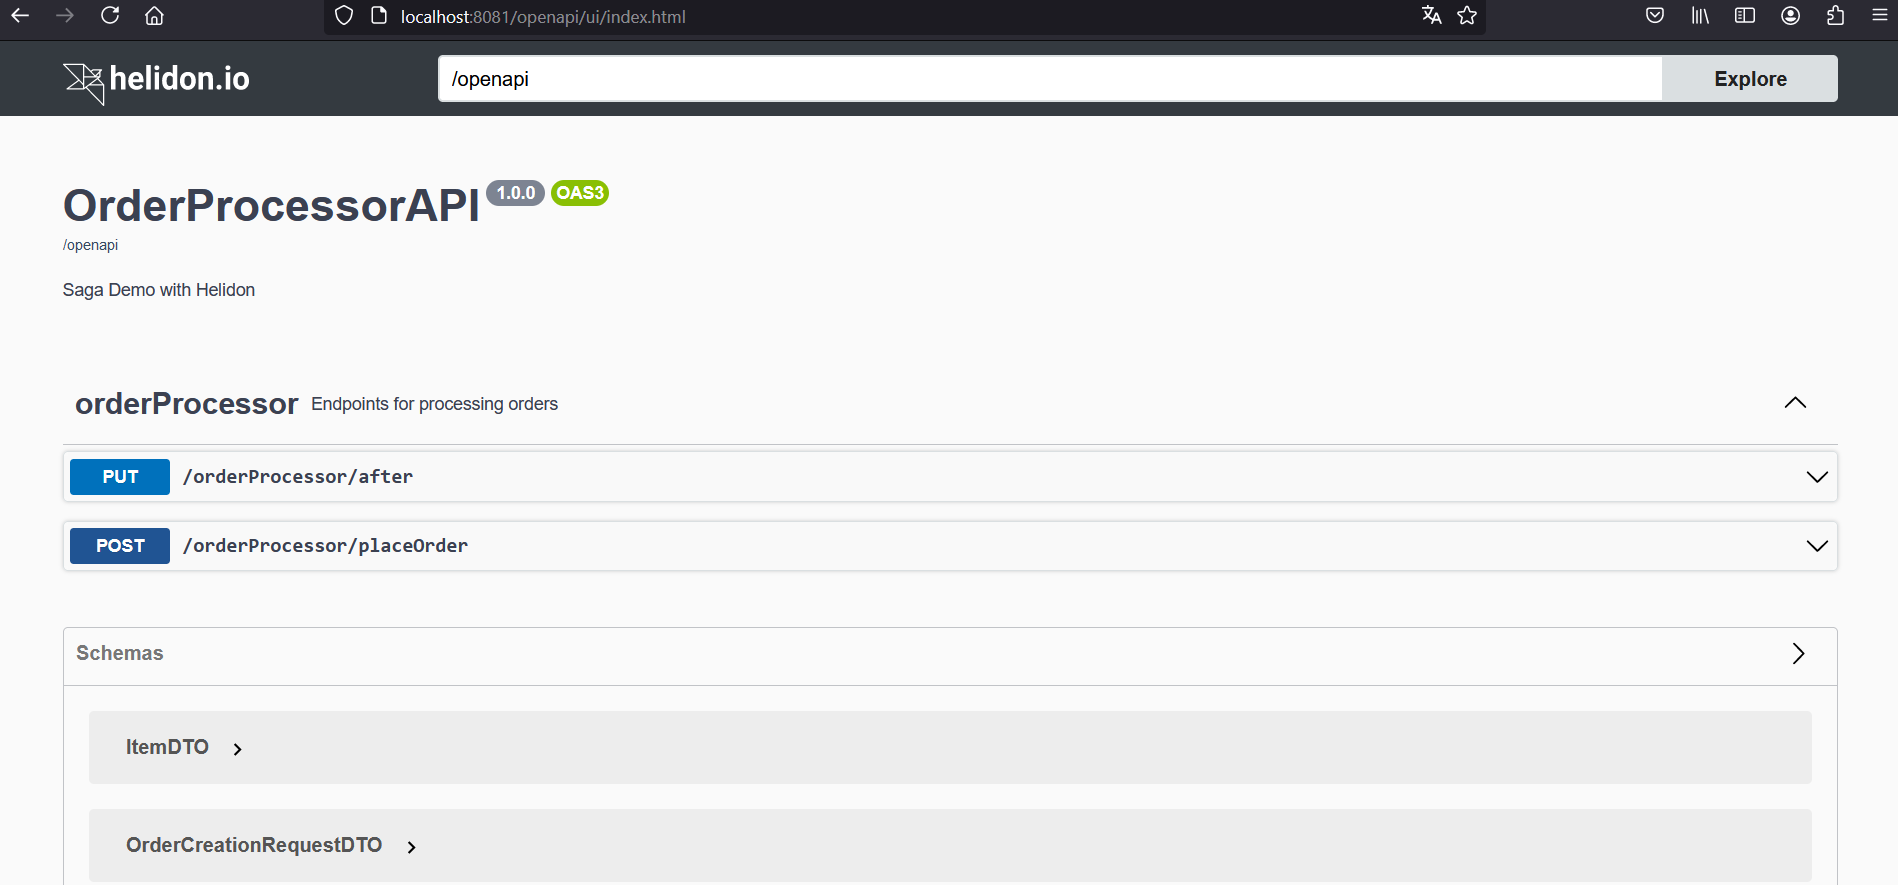 localhost:8081/openapi/ui/index.html
helidon.io
/openapi
Explore
OrderProcessorAPI 1.0.0 OAS3
/openapi
Saga Demo with Helidon
orderProcessor Endpoints for processing orders
PUT /orderProcessor/after
POST /orderProcessor/placeOrder
Schemas
ItemDTO
OrderCreationRequestDTO